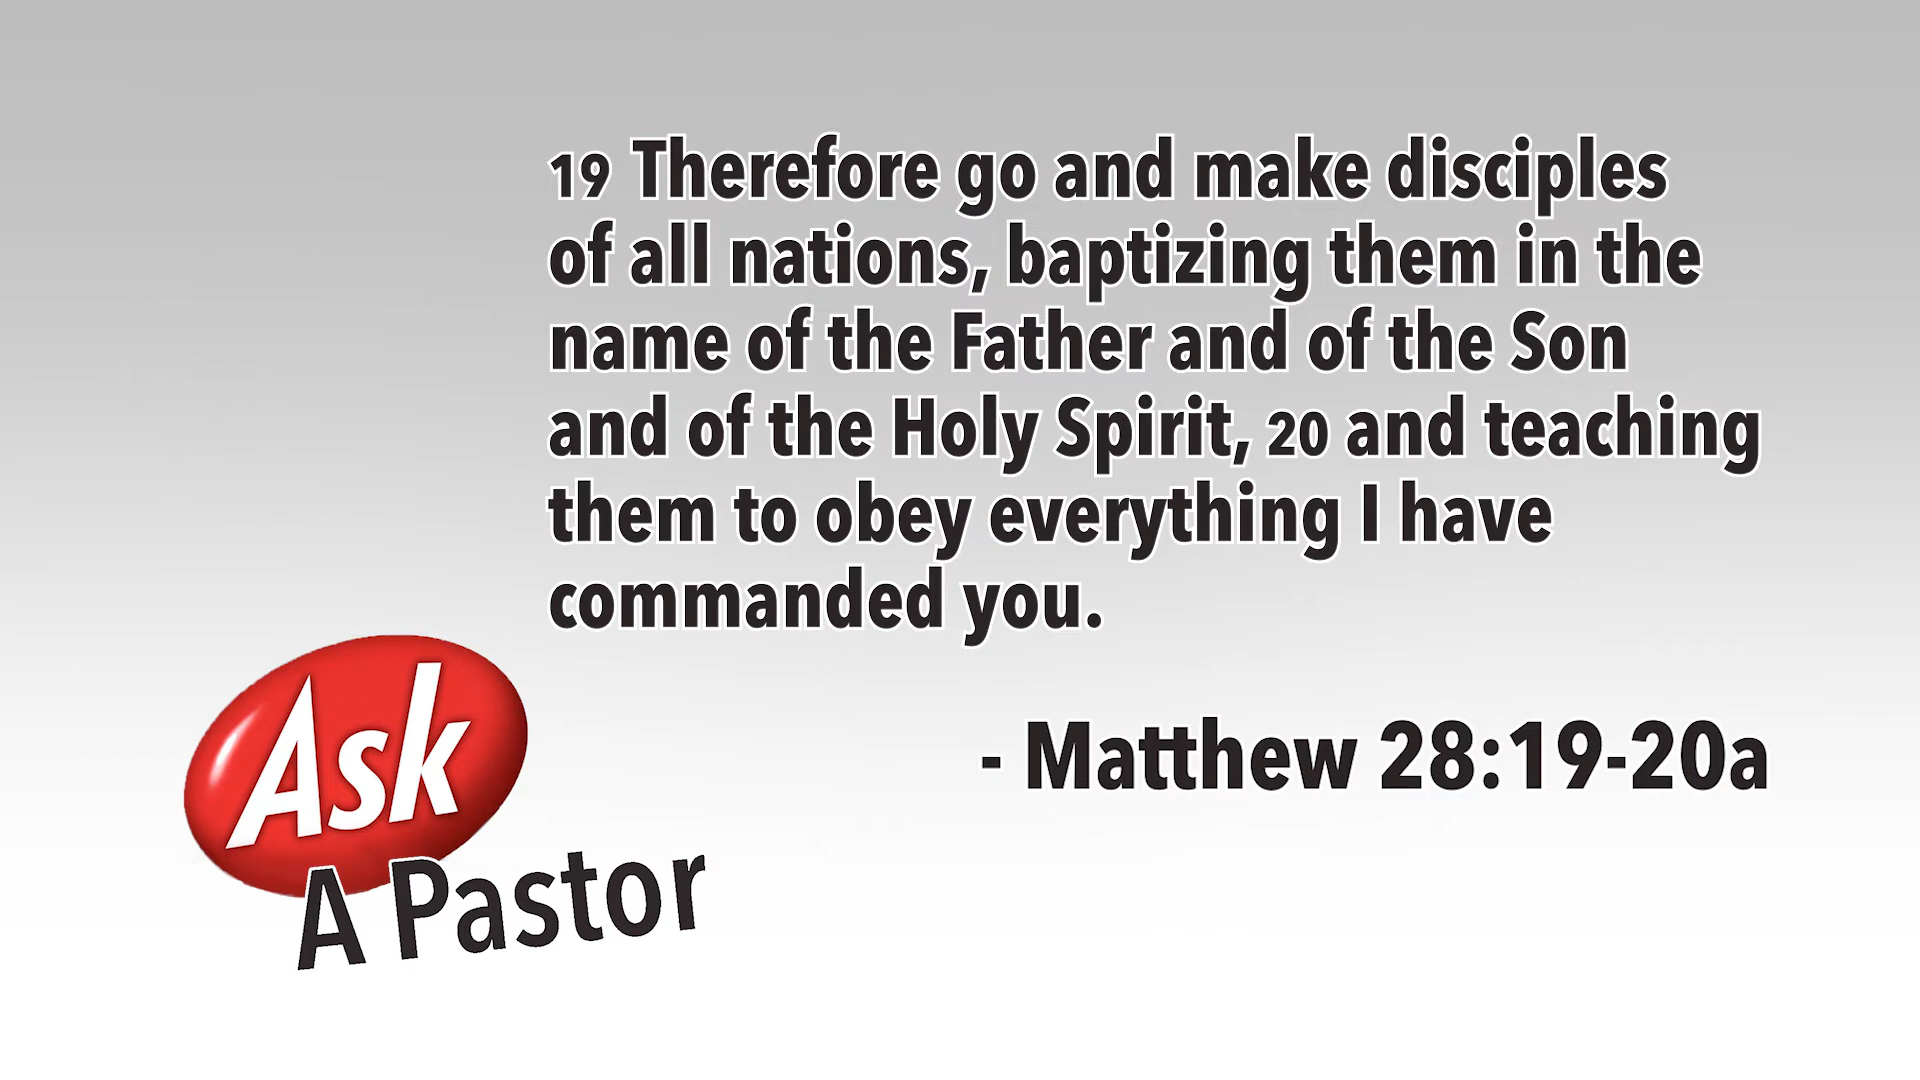 19 Therefore go and make disciples
of all nations, baptizing them in the
name of the Father and of the Son
and of the Holy Spirit, 20 and teaching
them to obey everything I have
commanded you.
- Matthew 28:19-20a
Ask
A Pastor